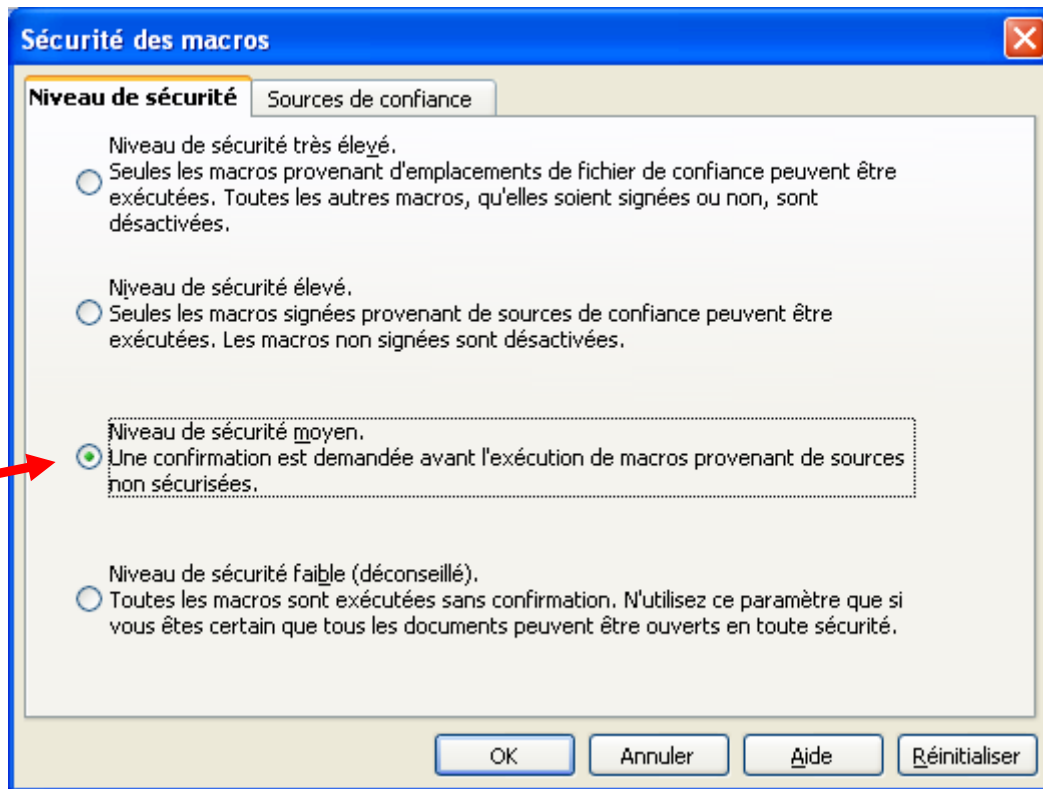 Sécurité des macros
Niveau de sécurité
Sources de confiance
Niveau de sécurité très élevé.
Seules les macros provenant d'emplacements de fichier de confiance peuvent être
exécutées. Toutes les autres macros, qu'elles soient signées ou non, sont
désactivées.
Niveau de sécurité élevé.
Seules les macros signées provenant de sources de confiance peuvent être
exécutées. Les macros non signées sont désactivées.
Niveau de sécurité moyen.
Une confirmation est demandée avant l'exécution de macros provenant de sources
non sécurisées.
Niveau de sécurité faible (déconseillé).
Toutes les macros sont exécutées sans confirmation. N'utilisez ce paramètre que si
vous êtes certain que tous les documents peuvent être ouverts en toute sécurité.
OK
Annuler
Aide
Réinitialiser